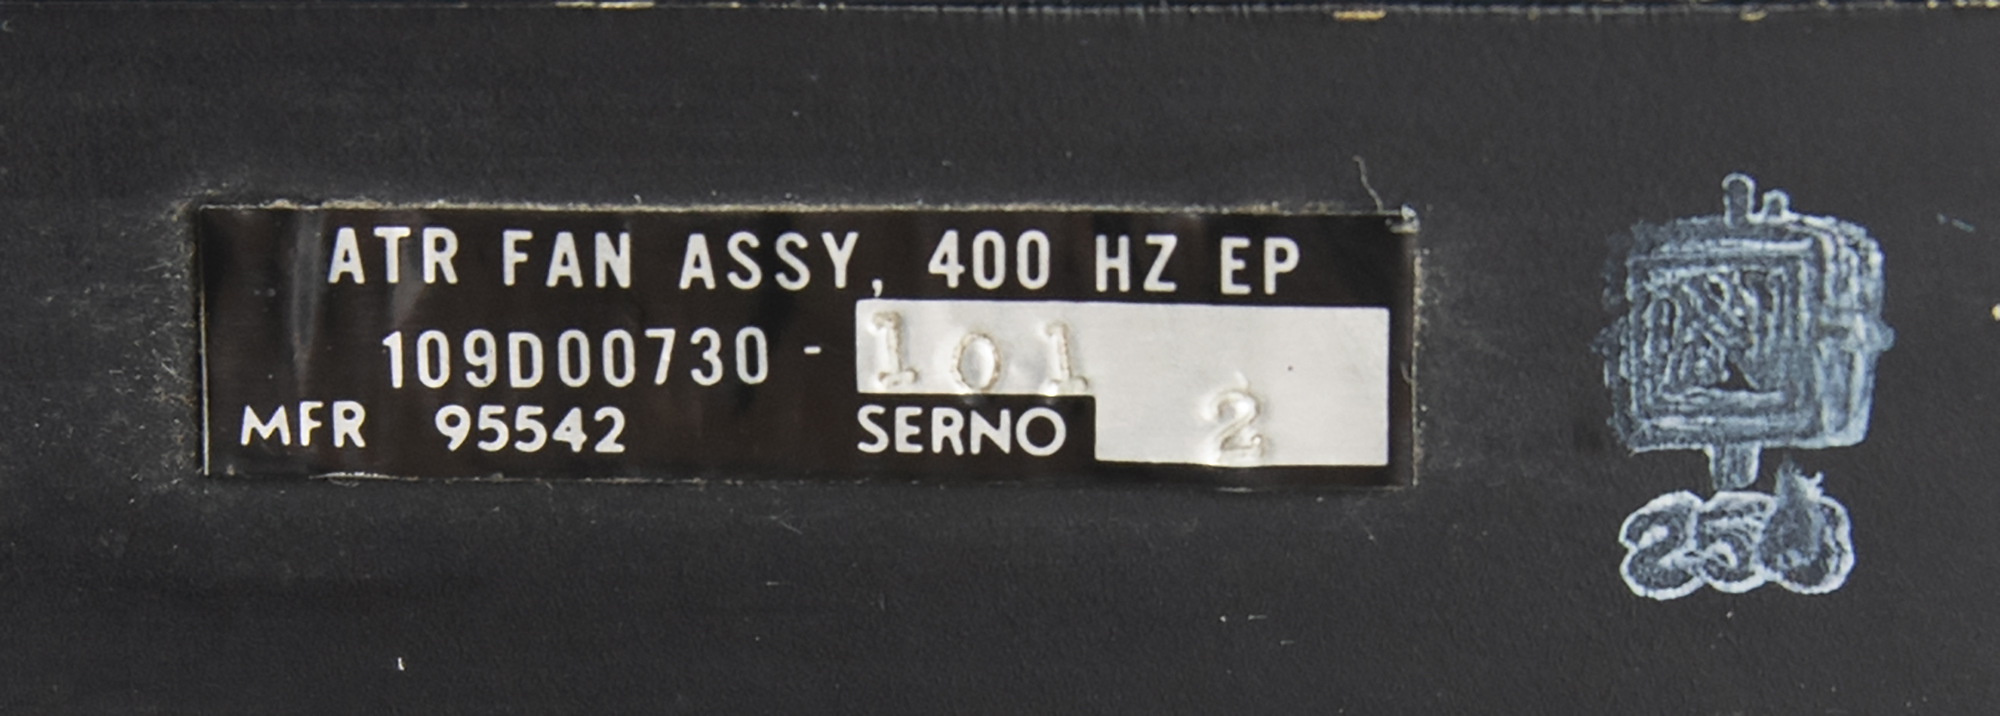 ATR FAN ASSY, 400 HZ EP
109D00730 - 101
MFR 95542 SERNO 2